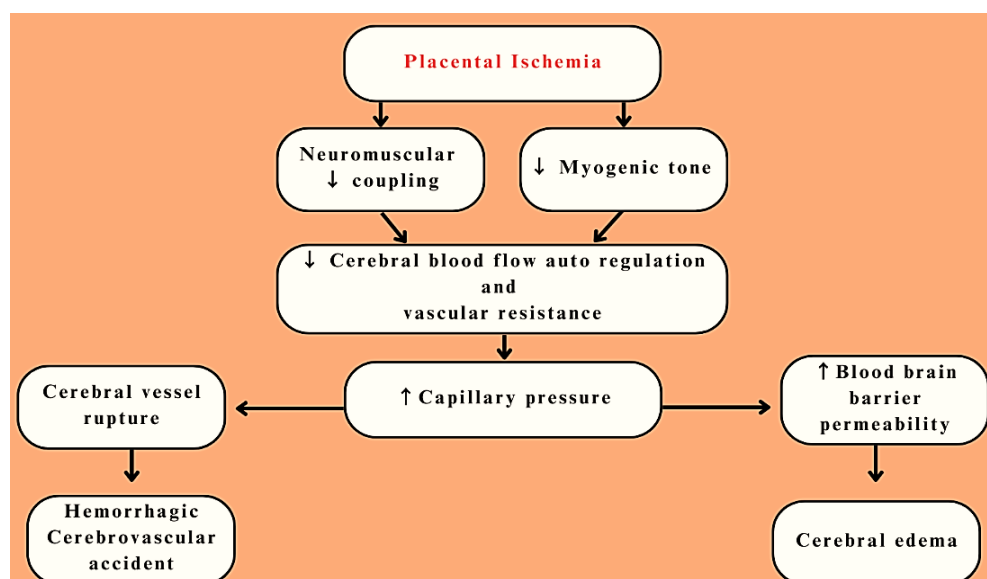 Placental Ischemia
Neuromuscular
↓ coupling
↓ Myogenic tone
↓ Cerebral blood flow auto regulation
and
vascular resistance
Cerebral vessel
rupture
↑ Capillary pressure
↑ Blood brain
barrier
permeability
Hemorrhagic
Cerebrovascular
accident
Cerebral edema